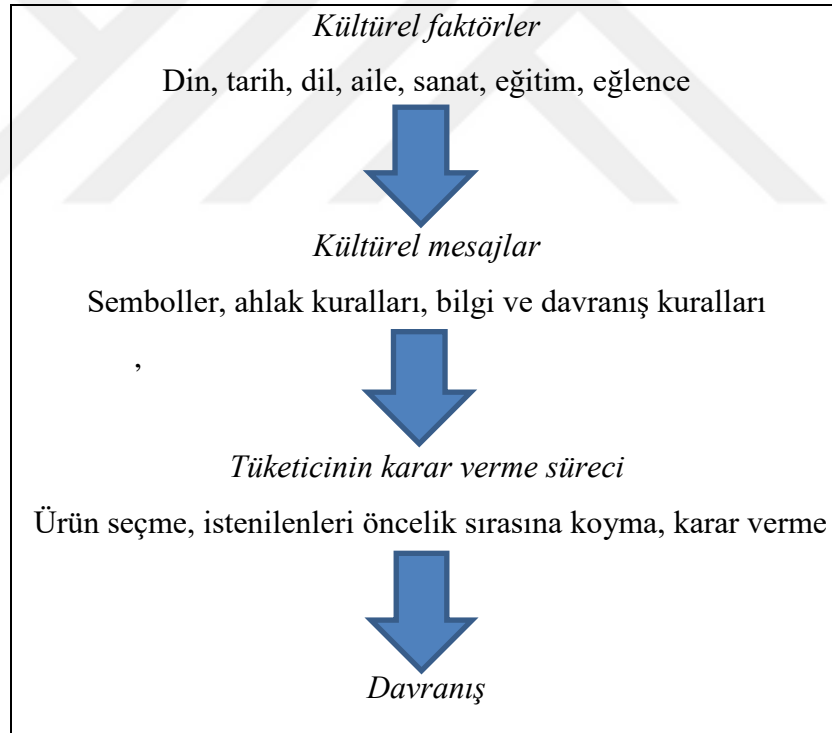 Kültürel faktörler
Din, tarih, dil, aile, sanat, eğitim, eğlence
Kültürel mesajlar
Semboller, ahlak kuralları, bilgi ve davranış kuralları
,
Tüketicinin karar verme süreci
Ürün seçme, istenilenleri öncelik sırasına koyma, karar verme
Davranış